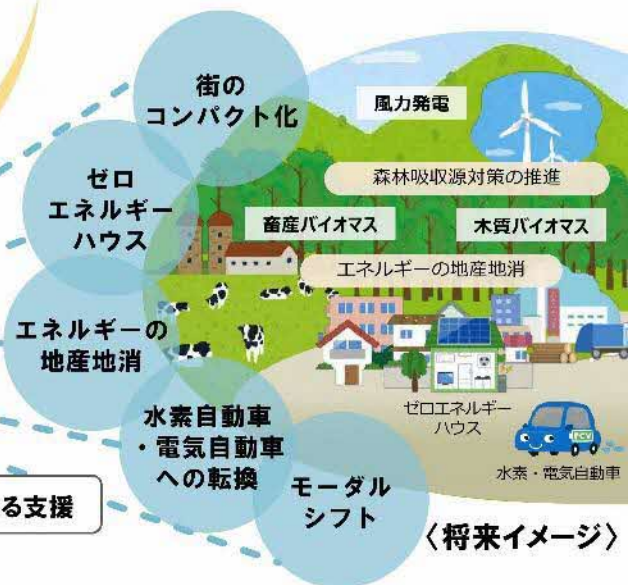 街の
コンパクト化
ゼロ
エネルギー
ハウス
エネルギーの
地産地消
水素自動車
・電気自動車
への転換
モーダル
シフト
る支援
風力発電
森林吸収源対策の推進
畜産バイオマス
木質バイオマス
エネルギーの地産地消
ゼロエネルギー
ハウス
FCV
水素・電気自動車
〈将来イメージ〉